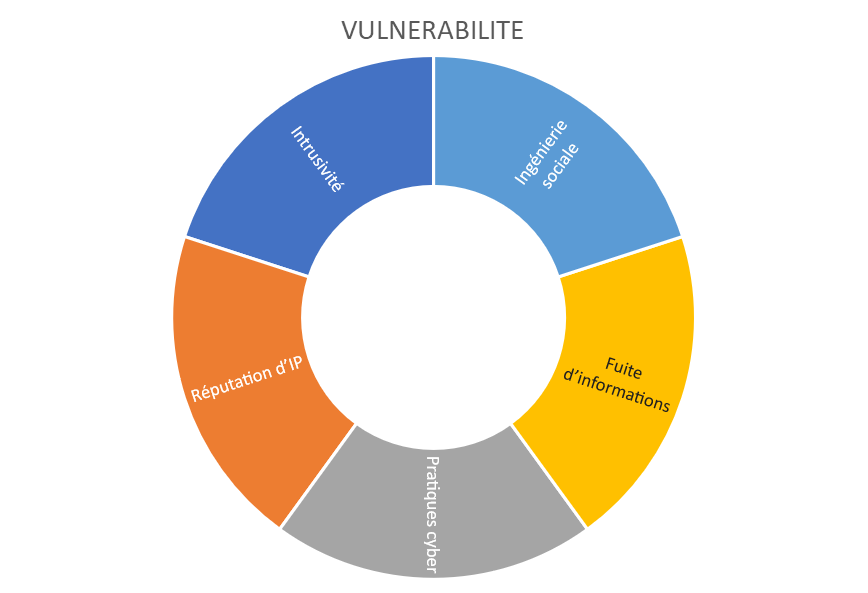 VULNERABILITE
Intrusivité
Ingénierie
sociale
Réputation d’IP
Fuite
d’informations
Pratiques cyber